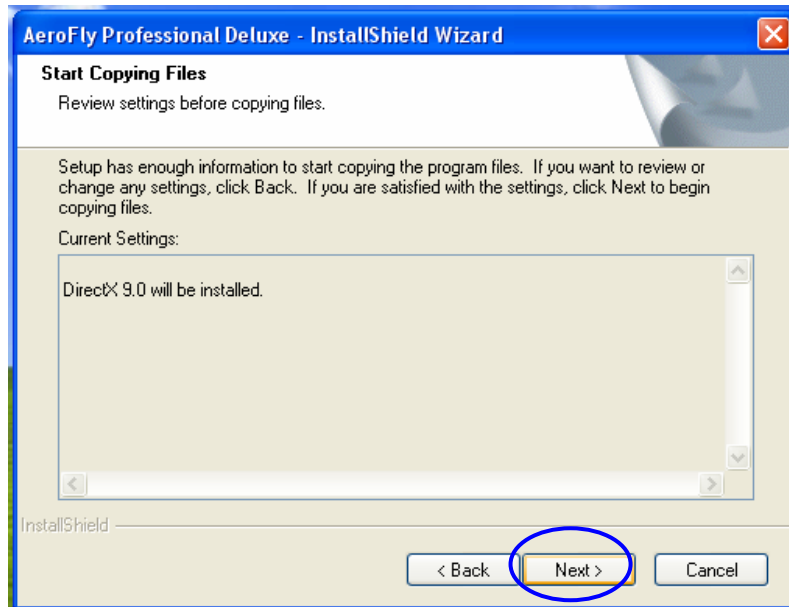 AeroFly Professional Deluxe - InstallShield Wizard
Start Copying Files
Review settings before copying files.
Setup has enough information to start copying the program files.  If you want to review or
change any settings, click Back.  If you are satisfied with the settings, click Next to begin
copying files.
Current Settings:
DirectX 9.0 will be installed.
InstallShield
< Back
Next >
Cancel